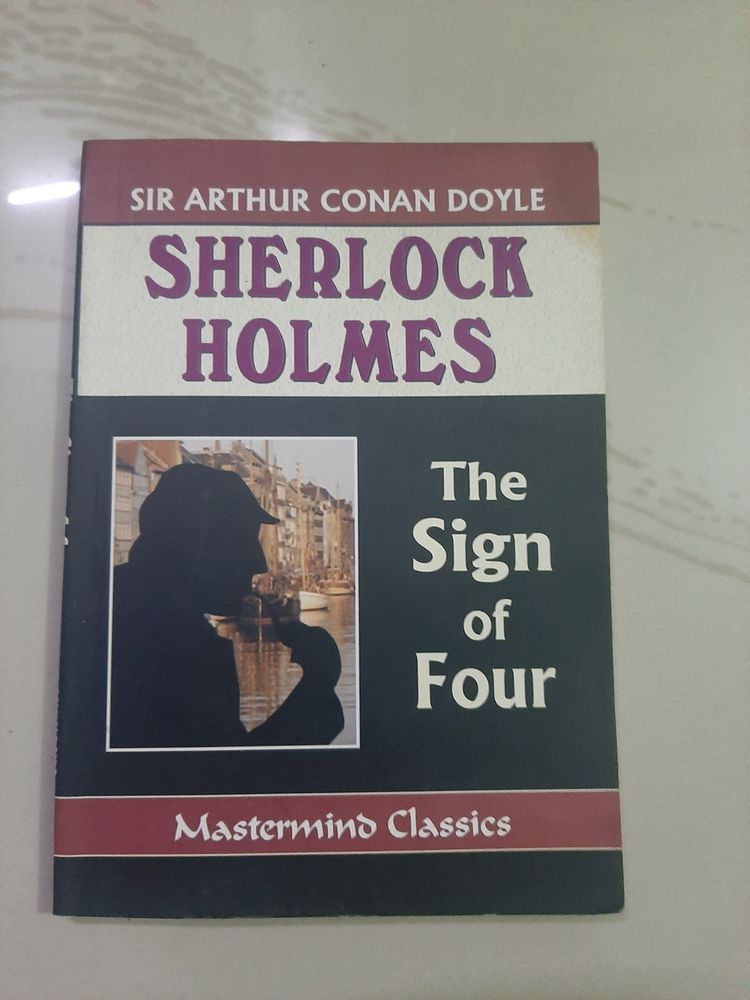 SIR ARTHUR CONAN DOYLE
SHERLOCK
HOLMES
The
Sign
of
Four
Mastermind Classics